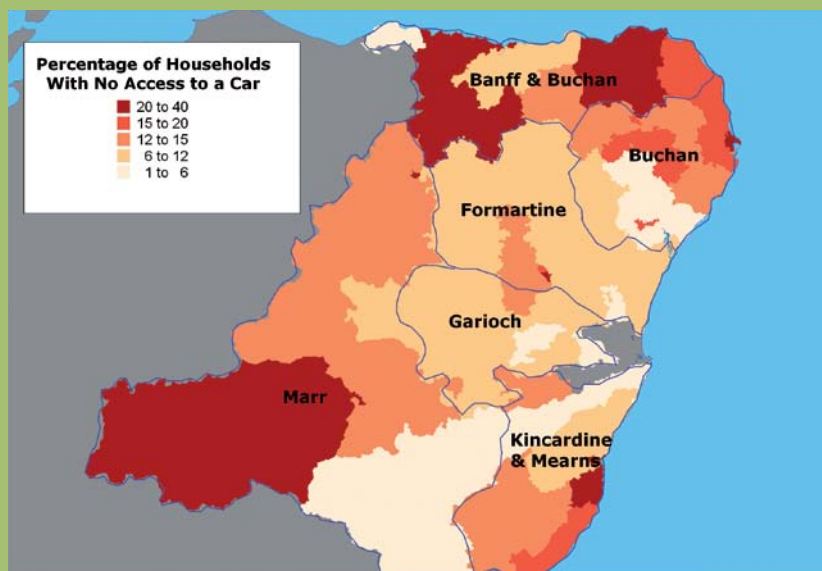 Percentage of Households
With No Access to a Car
20 to 40
15 to 20
12 to 15
6 to 12
1 to 6
Banff & Buchan
Buchan
Formartine
Garioch
Marr
Kincardine
& Mearns